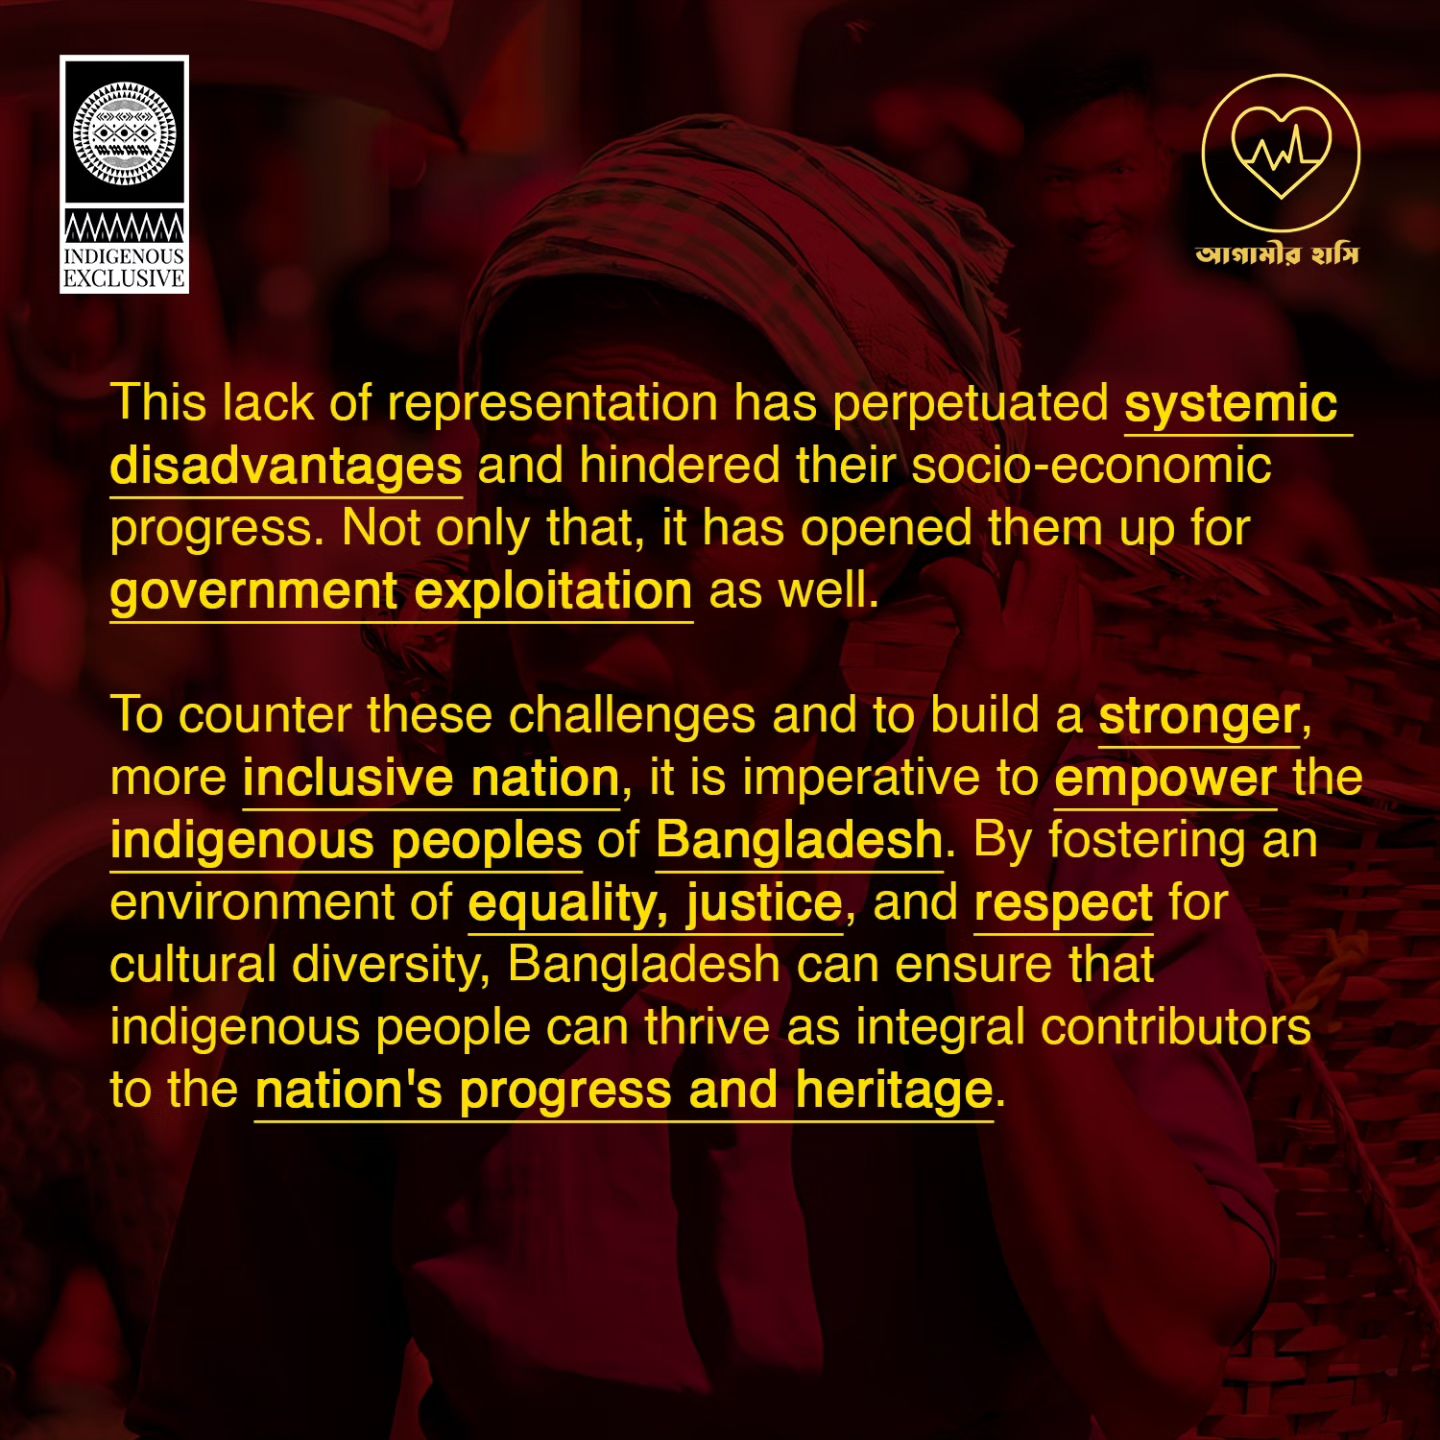 INDIGENOUS
EXCLUSIVE
আগামীর হাসি
This lack of representation has perpetuated systemic
disadvantages and hindered their socio-economic
progress. Not only that, it has opened them up for
government exploitation as well.
To counter these challenges and to build a stronger,
more inclusive nation, it is imperative to empower the
indigenous peoples of Bangladesh. By fostering an
environment of equality, justice, and respect for
cultural diversity, Bangladesh can ensure that
indigenous people can thrive as integral contributors
to the nation's progress and heritage.